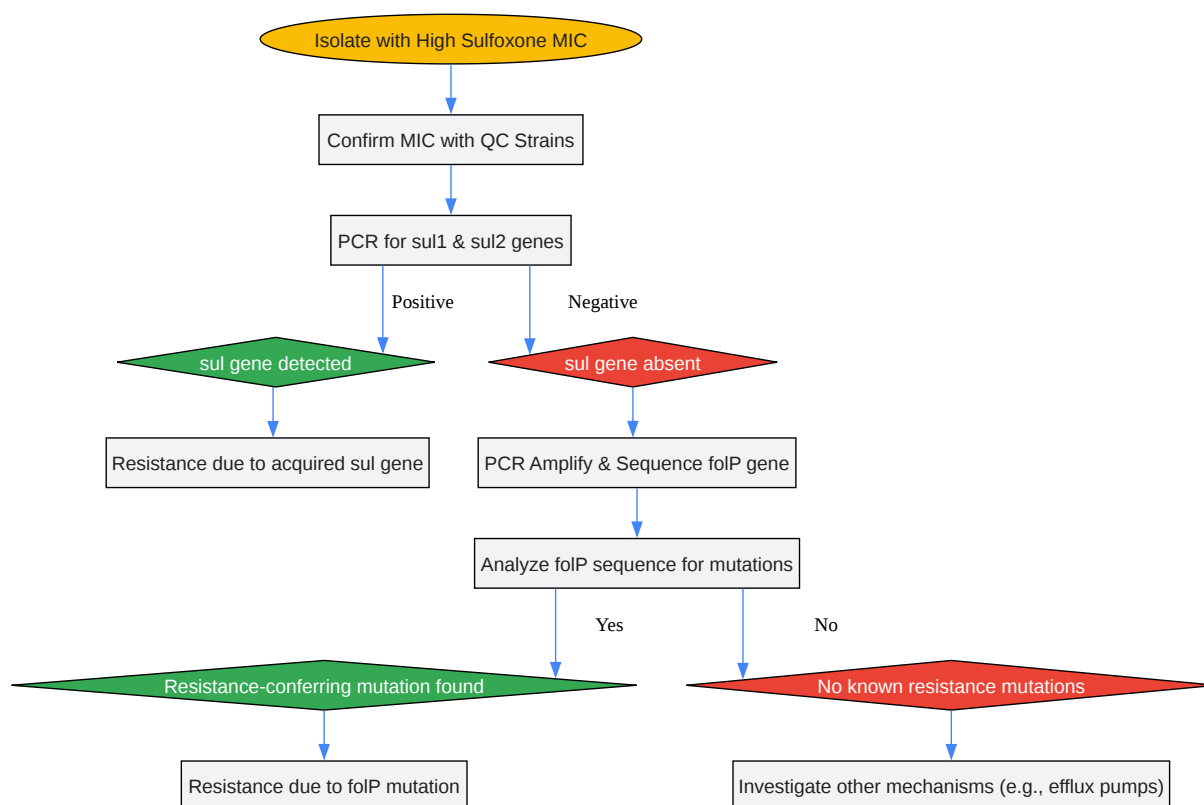 Isolate with High Sulfoxone MIC
Confirm MIC with QC Strains
PCR for sul1 & sul2 genes
Positive
Negative
sul gene detected
sul gene absent
Resistance due to acquired sul gene
PCR Amplify & Sequence folP gene
Analyze folP sequence for mutations
Yes
No
Resistance-conferring mutation found
No known resistance mutations
Resistance due to folP mutation
Investigate other mechanisms (e.g., efflux pumps)